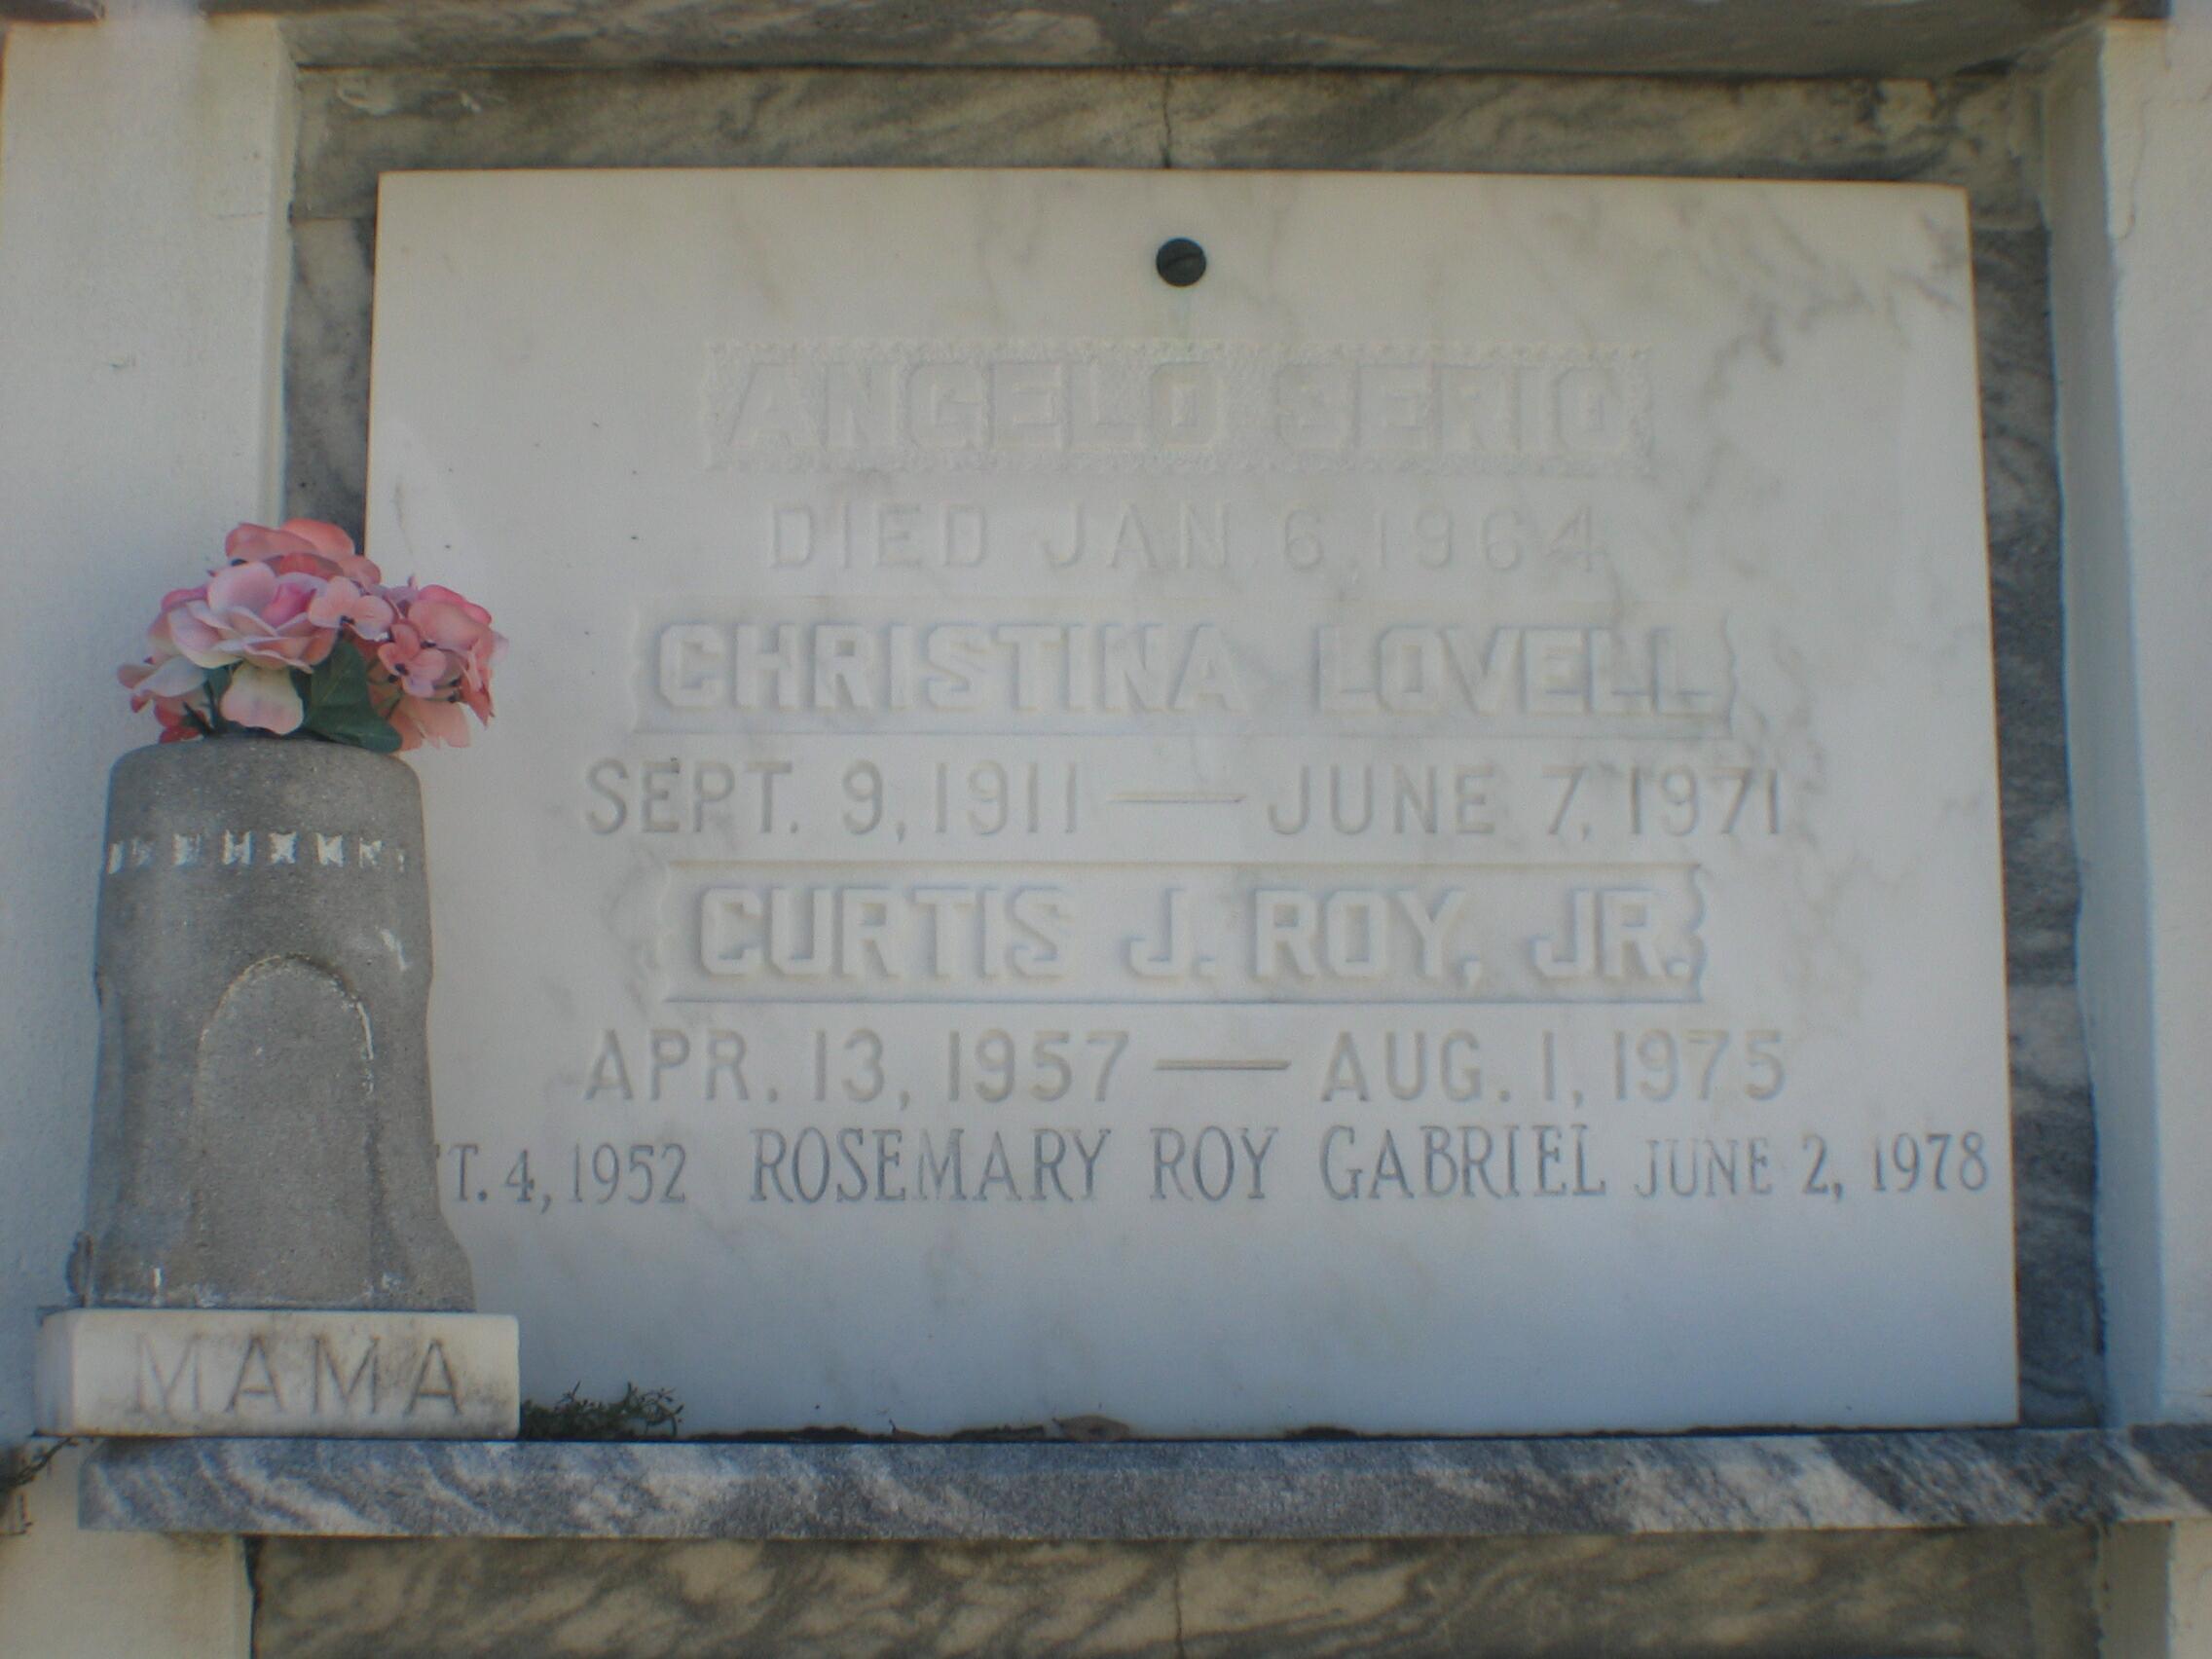 ANGELO SERIO
DIED JAN. 6, 1964
CHRISTINA LOVELL
SEPT. 9, 1911 — JUNE 7, 1971
CURTIS J. ROY, JR.
APR. 13, 1957 — AUG. 1, 1975
4, 1952 ROSEMARY ROY GABRIEL JUNE 2, 1978
MAMA